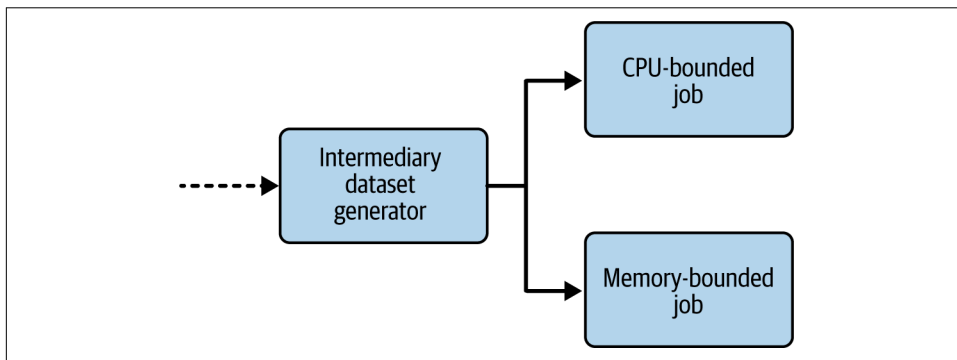 CPU-bounded
job
Intermediary
dataset
generator
Memory-bounded
job